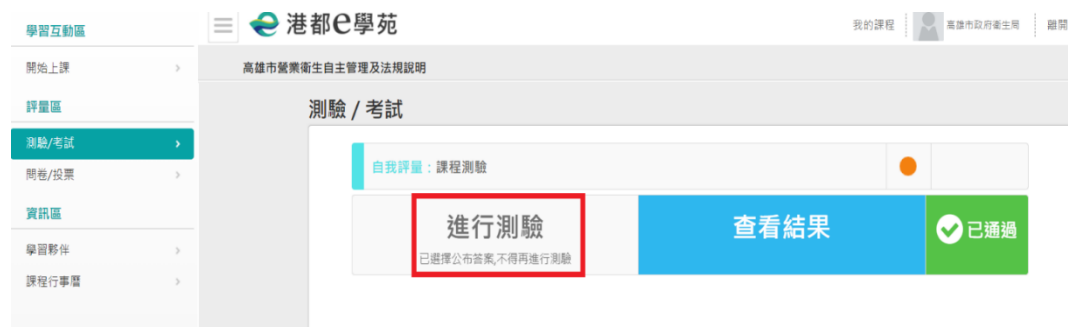 學習互動區
開始上課
評量區
測驗/考試
問卷/投票
資訊區
學習夥伴
課程行事曆
港都e學苑
我的課程
高雄市政府衛生局
離開
高雄市營業衛生自主管理及法規說明
測驗 / 考試
自我評量：課程測驗
進行測驗
已選擇公布答案,不得再進行測驗
查看結果
已通過